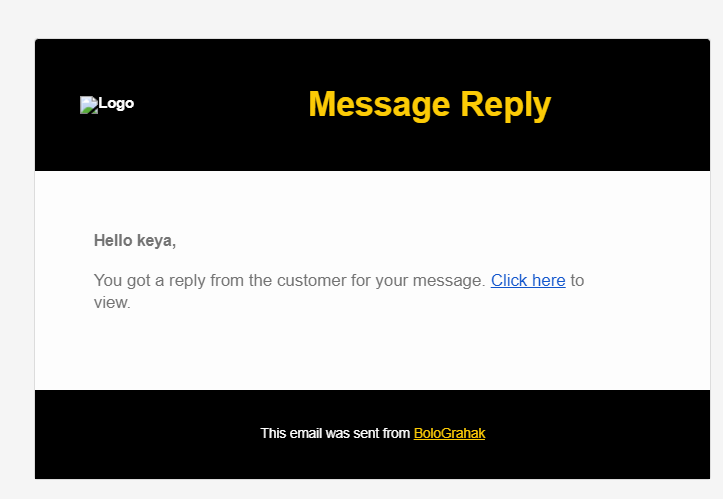 Logo
Message Reply
Hello keya,
You got a reply from the customer for your message. Click here to
view.
This email was sent from BoloGrahak